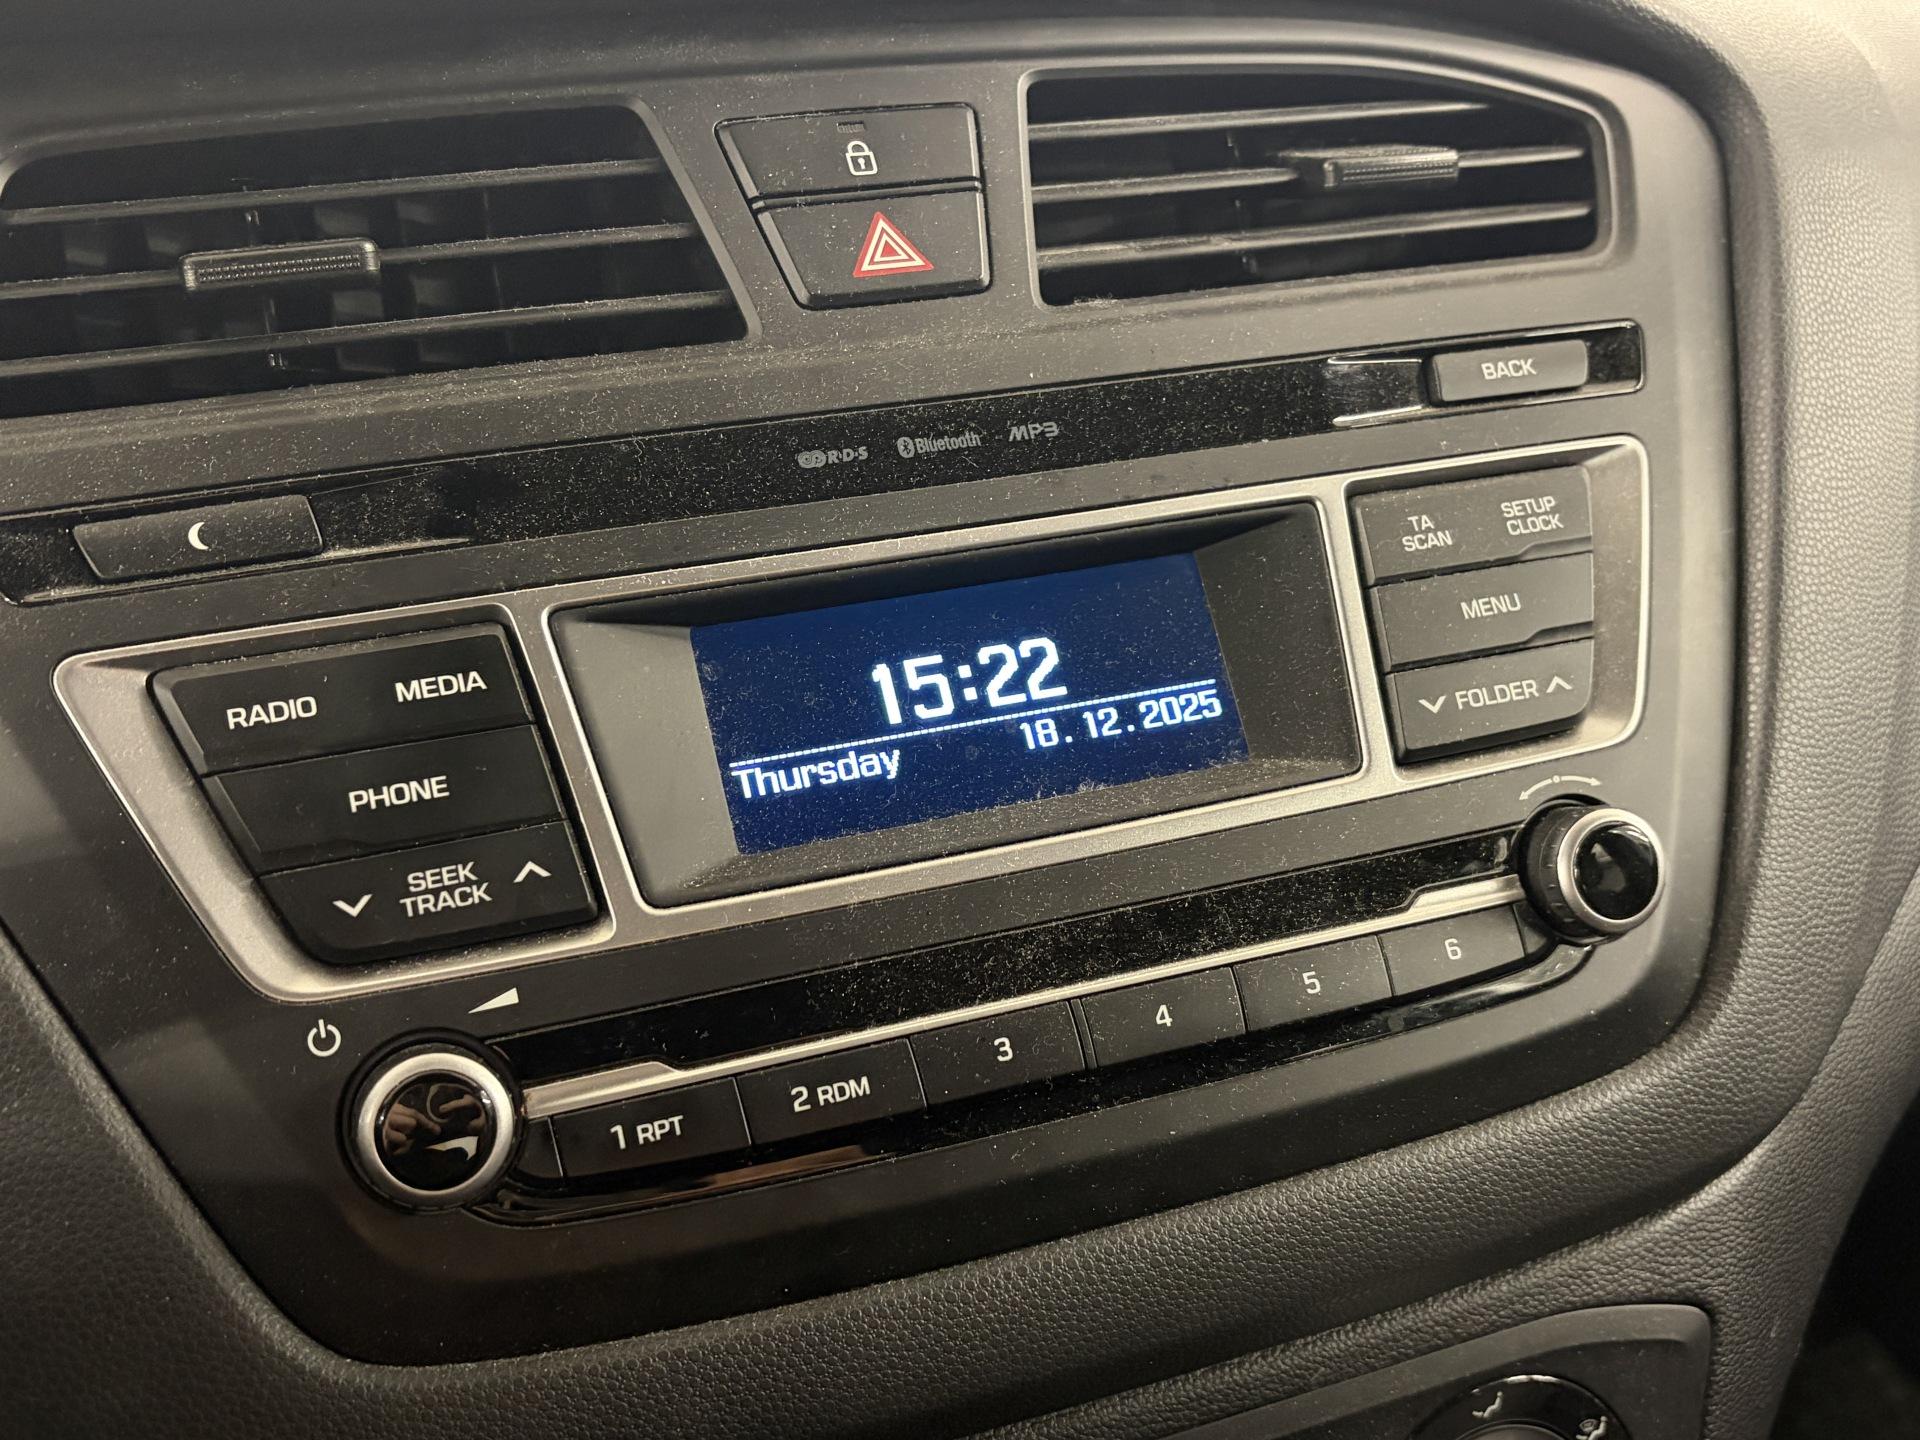 BACK
R·D·S Bluetooth MP3
TA
SCAN
SETUP
CLOCK
RADIO MEDIA
MENU
15:22
PHONE
FOLDER
Thursday 18.12.2025
SEEK
TRACK
1 RPT 2 RDM 3 4 5 6